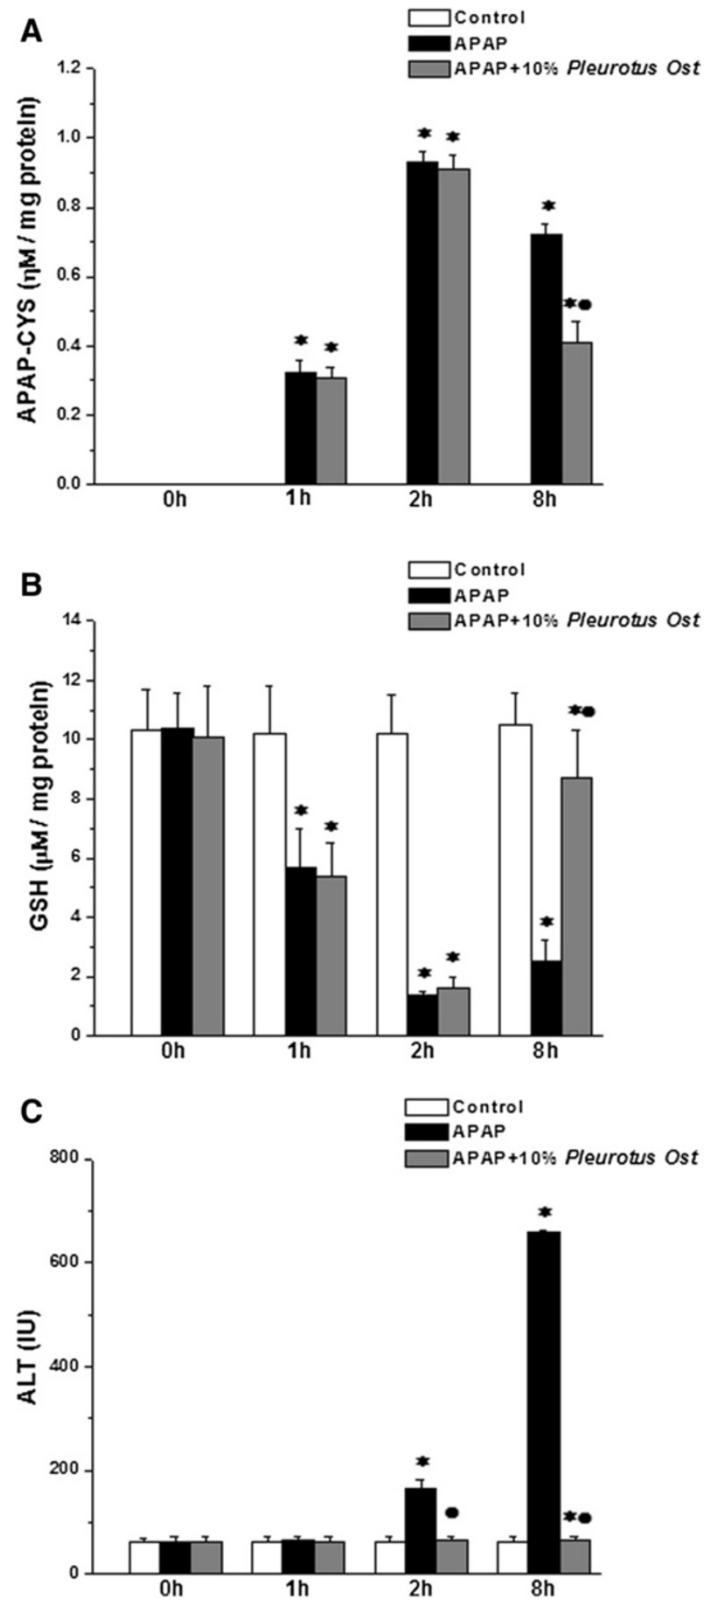 A
Control
APAP
APAP+10% Pleurotus Ost
1.2
1.0
0.8
0.6
0.4
0.2
0.0
APAP-CYS (ηM / mg protein)
0h 1h 2h 8h
B
Control
APAP
APAP+10% Pleurotus Ost
14
12
10
8
6
4
2
0
GSH (μM / mg protein)
0h 1h 2h 8h
C
Control
APAP
APAP+10% Pleurotus Ost
800
600
400
200
0
ALT (IU)
0h 1h 2h 8h